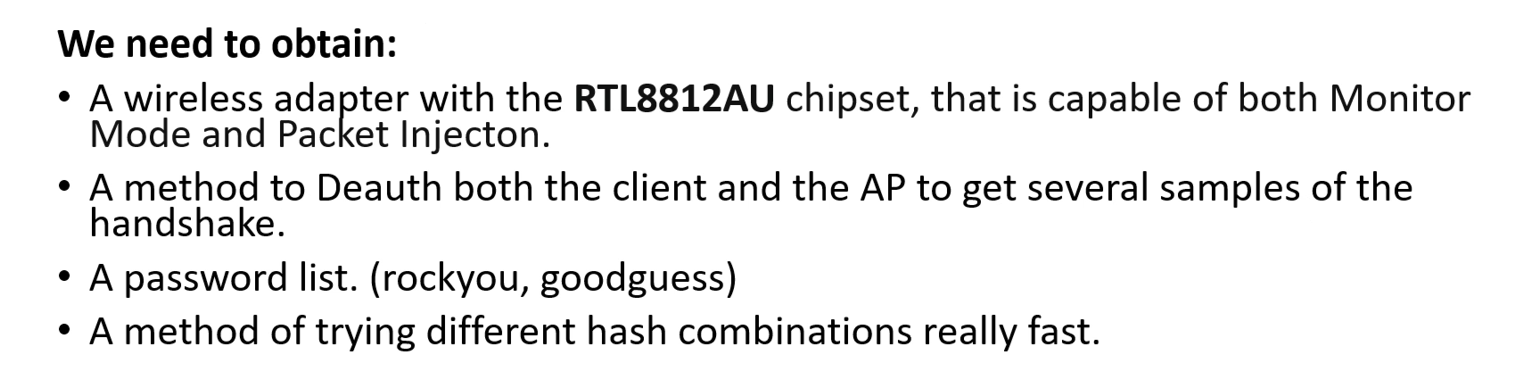 We need to obtain:
• A wireless adapter with the RTL8812AU chipset, that is capable of both Monitor
Mode and Packet Injecton.
• A method to Deauth both the client and the AP to get several samples of the
handshake.
• A password list. (rockyou, goodguess)
• A method of trying different hash combinations really fast.